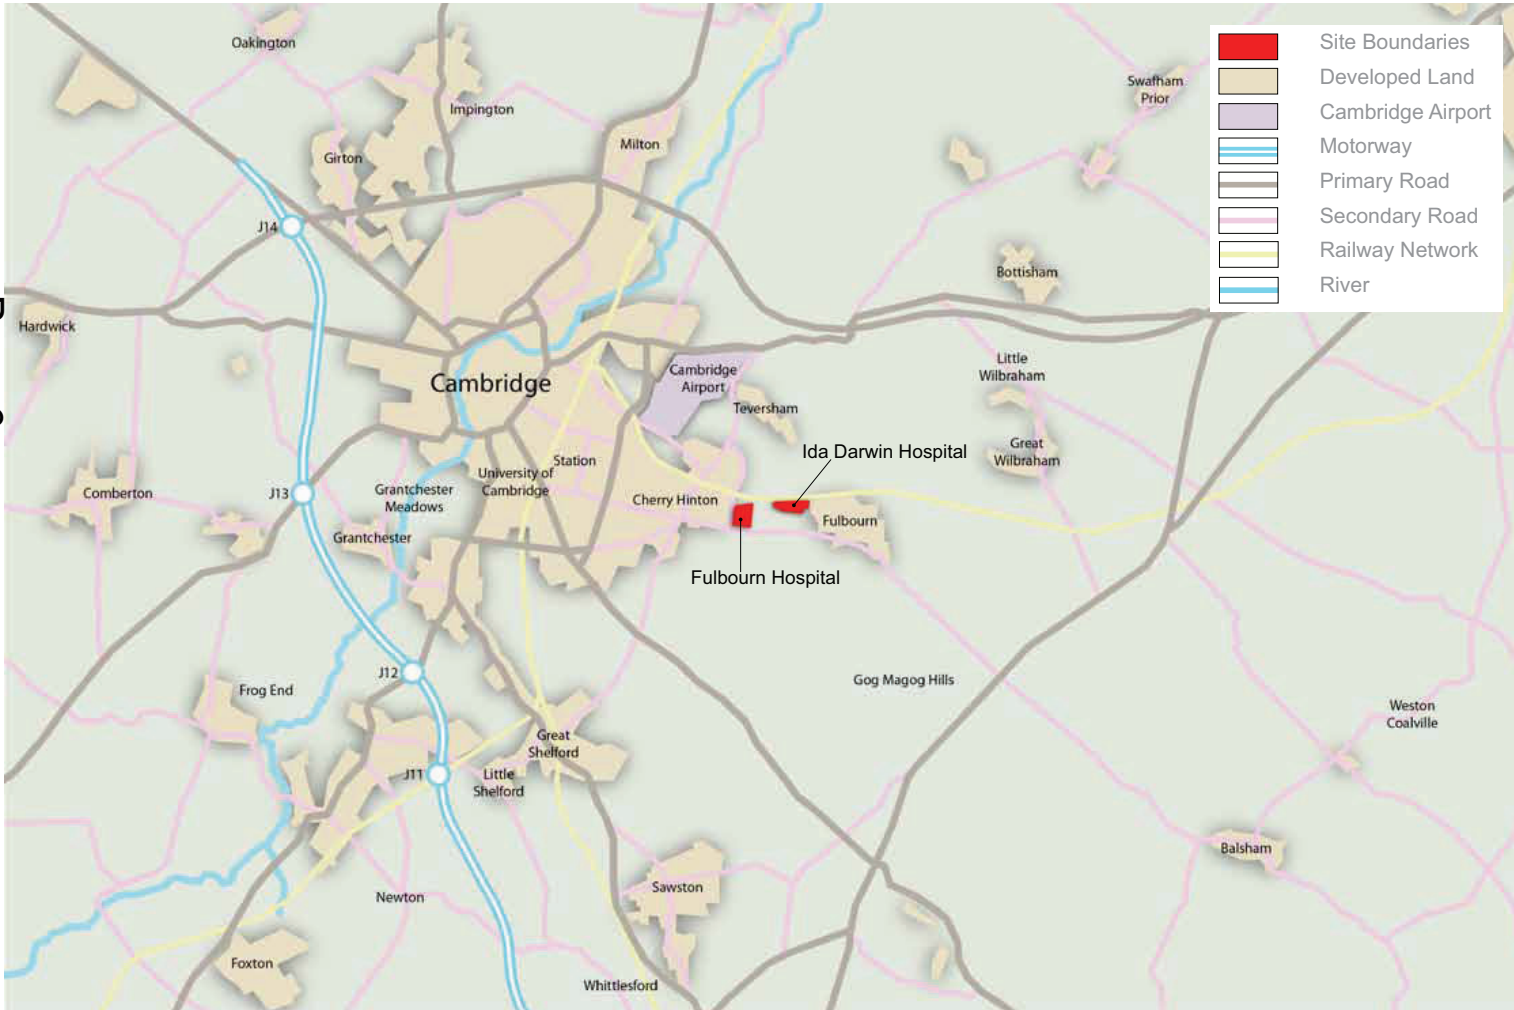 Oakington
Impington
Girton
Milton
Swafham
Prior
Site Boundaries
Developed Land
Cambridge Airport
Motorway
Primary Road
Secondary Road
Railway Network
River
J14
Bottisham
Hardwick
Cambridge
Cambridge
Airport
Teversham
Little
Wilbraham
Great
Wilbraham
Ida Darwin Hospital
Station
University of
Cambridge
Comberton
J13
Grantchester
Meadows
Grantchester
Cherry Hinton
Fulbourn
Fulbourn Hospital
J12
Frog End
Gog Magog Hills
Weston
Coalville
Great
Shelford
J11
Little
Shelford
Balsham
Sawston
Newton
Foxton
Whittlesford